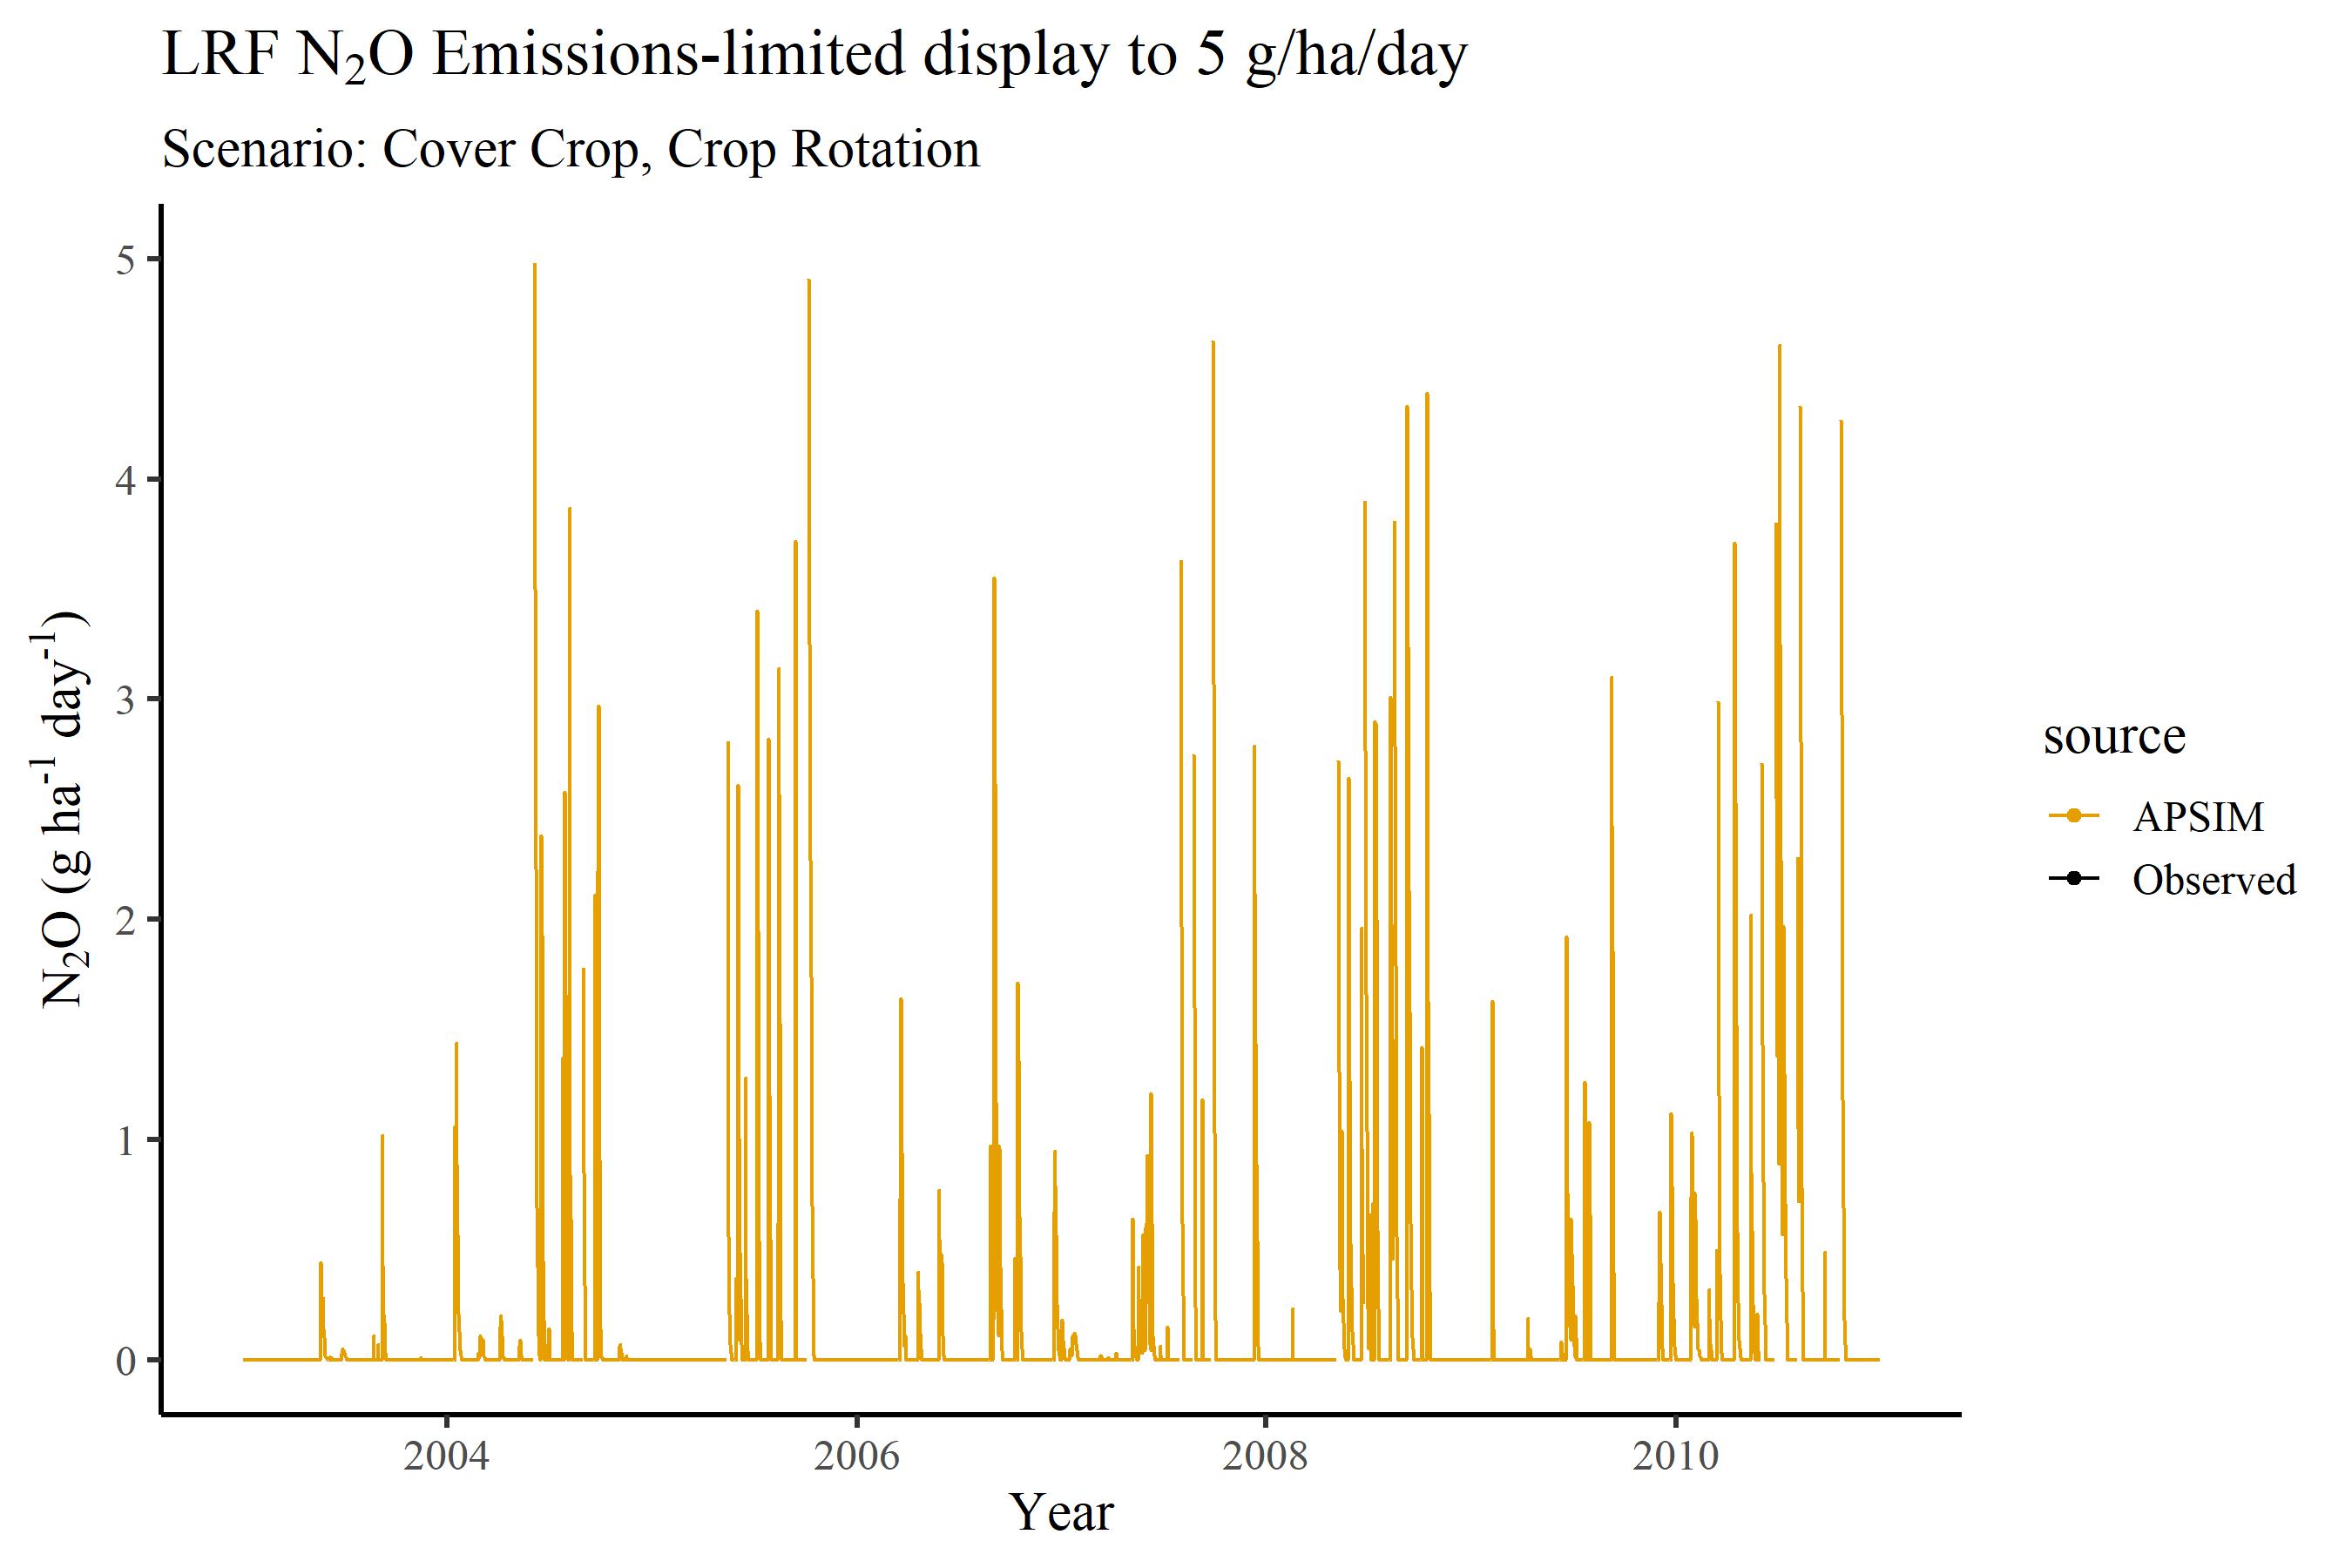 LRF N₂O Emissions-limited display to 5 g/ha/day
Scenario: Cover Crop, Crop Rotation
N₂O (g ha⁻¹ day⁻¹)
5
4
3
2
1
0
2004 2006 2008 2010
Year
source
APSIM
Observed